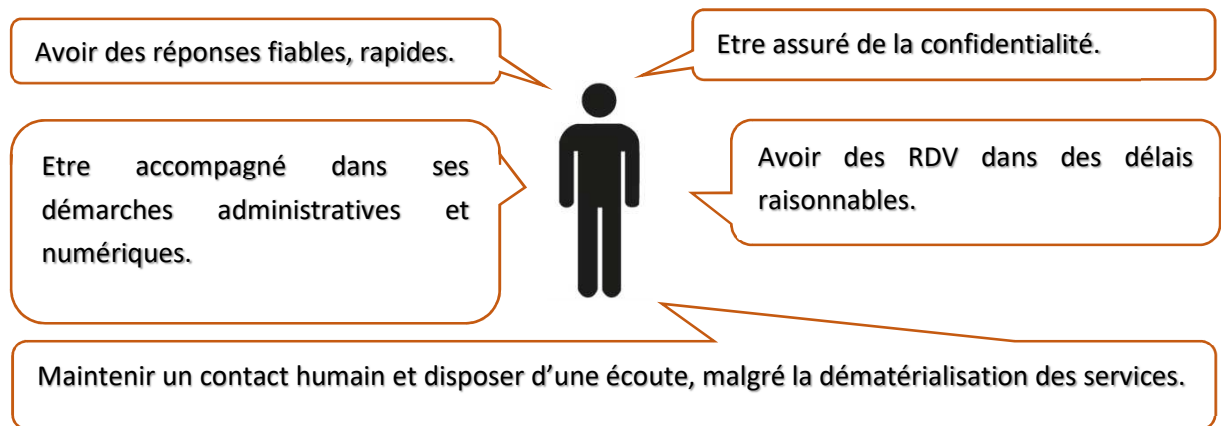 Avoir des réponses fiables, rapides.
Etre assuré de la confidentialité.
Etre accompagné dans ses
démarches administratives et
numériques.
Avoir des RDV dans des délais
raisonnables.
Maintenir un contact humain et disposer d’une écoute, malgré la dématérialisation des services.